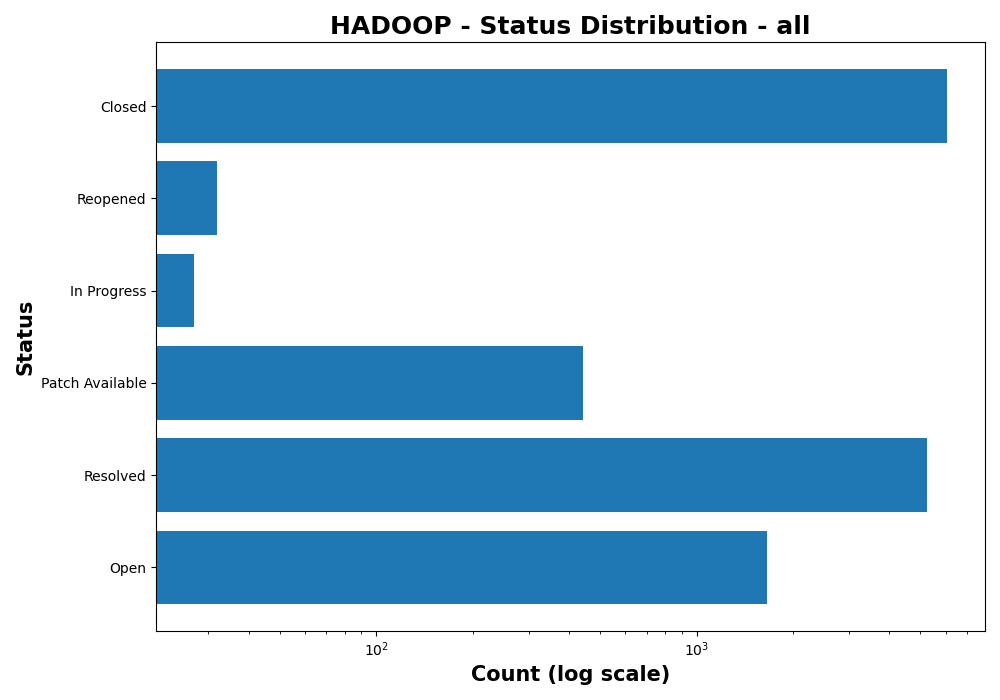 HADOOP - Status Distribution - all
Status
Closed
Reopened
In Progress
Patch Available
Resolved
Open
10²
10³
Count (log scale)